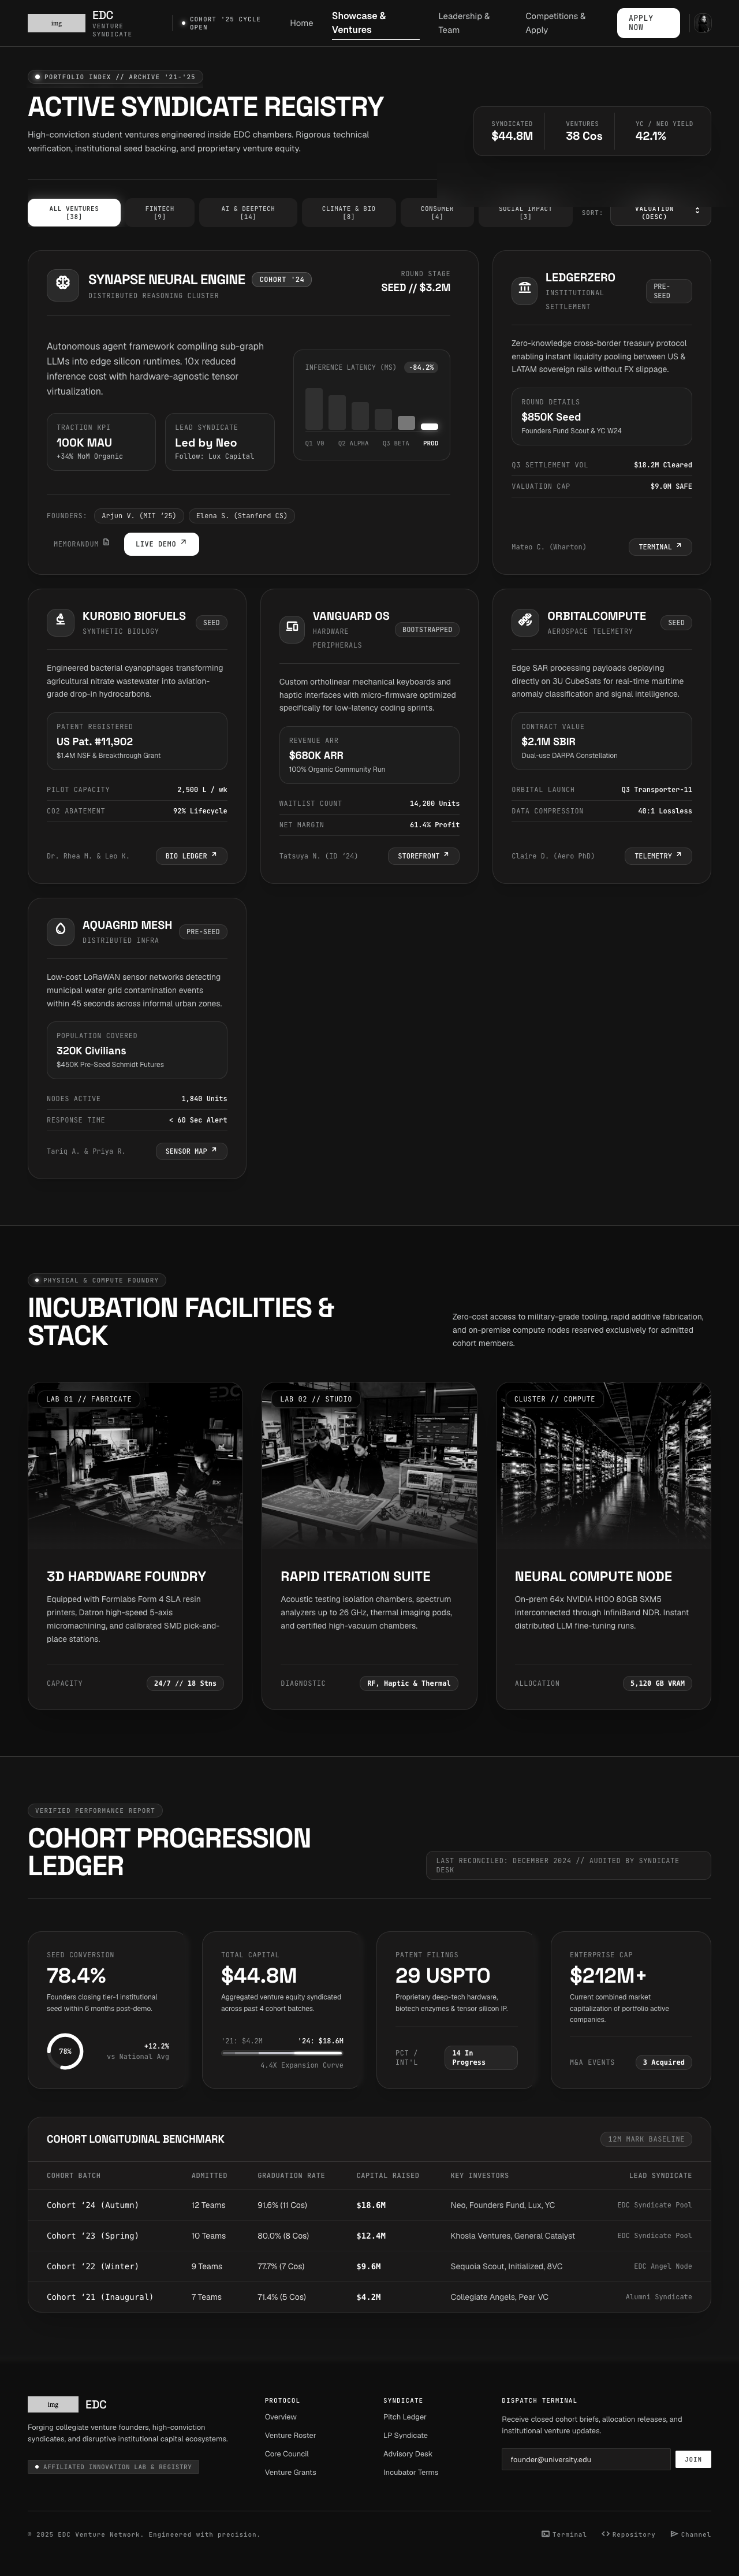 img
EDC
VENTURE
SYNDICATE
COHORT '25 CYCLE
OPEN
Home
Showcase &
Ventures
Leadership &
Team
Competitions &
Apply
APPLY
NOW
PORTFOLIO INDEX // ARCHIVE '21-'25
ACTIVE SYNDICATE REGISTRY
High-conviction student ventures engineered inside EDC chambers. Rigorous technical
verification, institutional seed backing, and proprietary venture equity.
SYNDICATED
$44.8M
VENTURES
38 Cos
YC / NEO YIELD
42.1%
ALL VENTURES
[38]
FINTECH
[9]
AI & DEEPTECH
[14]
CLIMATE & BIO
[8]
CONSUMER
[4]
SOCIAL IMPACT
[3]
SORT:
VALUATION
(DESC)
SYNAPSE NEURAL ENGINE
COHORT '24
DISTRIBUTED REASONING CLUSTER
ROUND STAGE
SEED // $3.2M
Autonomous agent framework compiling sub-graph
LLMs into edge silicon runtimes. 10x reduced
inference cost with hardware-agnostic tensor
virtualization.
TRACTION KPI
100K MAU
+34% MoM Organic
LEAD SYNDICATE
Led by Neo
Follow: Lux Capital
INFERENCE LATENCY (MS)
-84.2%
Q1 V0
Q2 ALPHA
Q3 BETA
PROD
FOUNDERS:
Arjun V. (MIT '25)
Elena S. (Stanford CS)
MEMORANDUM
LIVE DEMO
LEDGERZERO
INSTITUTIONAL
SETTLEMENT
PRE-
SEED
Zero-knowledge cross-border treasury protocol
enabling instant liquidity pooling between US &
LATAM sovereign rails without FX slippage.
ROUND DETAILS
$850K Seed
Founders Fund Scout & YC W24
Q3 SETTLEMENT VOL
$18.2M Cleared
VALUATION CAP
$9.0M SAFE
Mateo C. (Wharton)
TERMINAL
KUROBIO BIOFUELS
SYNTHETIC BIOLOGY
SEED
Engineered bacterial cyanophages transforming
agricultural nitrate wastewater into aviation-
grade drop-in hydrocarbons.
PATENT REGISTERED
US Pat. #11,902
$1.4M NSF & Breakthrough Grant
PILOT CAPACITY
2,500 L / wk
CO2 ABATEMENT
92% Lifecycle
Dr. Rhea M. & Leo K.
BIO LEDGER
VANGUARD OS
HARDWARE
PERIPHERALS
BOOTSTRAPPED
Custom ortholinear mechanical keyboards and
haptic interfaces with micro-firmware optimized
specifically for low-latency coding sprints.
REVENUE ARR
$680K ARR
100% Organic Community Run
WAITLIST COUNT
14,200 Units
NET MARGIN
61.4% Profit
Tatsuya N. (ID '24)
STOREFRONT
ORBITALCOMPUTE
AEROSPACE TELEMETRY
SEED
Edge SAR processing payloads deploying
directly on 3U CubeSats for real-time maritime
anomaly classification and signal intelligence.
CONTRACT VALUE
$2.1M SBIR
Dual-use DARPA Constellation
ORBITAL LAUNCH
Q3 Transporter-11
DATA COMPRESSION
40:1 Lossless
Claire D. (Aero PhD)
TELEMETRY
AQUAGRID MESH
DISTRIBUTED INFRA
PRE-SEED
Low-cost LoRaWAN sensor networks detecting
municipal water grid contamination events
within 45 seconds across informal urban zones.
POPULATION COVERED
320K Civilians
$450K Pre-Seed Schmidt Futures
NODES ACTIVE
1,840 Units
RESPONSE TIME
< 60 Sec Alert
Tariq A. & Priya R.
SENSOR MAP
PHYSICAL & COMPUTE FOUNDRY
INCUBATION FACILITIES &
STACK
Zero-cost access to military-grade tooling, rapid additive fabrication,
and on-premise compute nodes reserved exclusively for admitted
cohort members.
LAB 01 // FABRICATE
EDC
3D HARDWARE FOUNDRY
Equipped with Formlabs Form 4 SLA resin
printers, Datron high-speed 5-axis
micromachining, and calibrated SMD pick-and-
place stations.
CAPACITY
24/7 // 18 Stns
LAB 02 // STUDIO
RAPID ITERATION SUITE
Acoustic testing isolation chambers, spectrum
analyzers up to 26 GHz, thermal imaging pods,
and certified high-vacuum chambers.
DIAGNOSTIC
RF, Haptic & Thermal
CLUSTER // COMPUTE
NEURAL COMPUTE NODE
On-prem 64x NVIDIA H100 80GB SXM5
interconnected through InfiniBand NDR. Instant
distributed LLM fine-tuning runs.
ALLOCATION
5,120 GB VRAM
VERIFIED PERFORMANCE REPORT
COHORT PROGRESSION
LEDGER
LAST RECONCILED: DECEMBER 2024 // AUDITED BY SYNDICATE
DESK
SEED CONVERSION
78.4%
Founders closing tier-1 institutional
seed within 6 months post-demo.
78%
+12.2%
vs National Avg
TOTAL CAPITAL
$44.8M
Aggregated venture equity syndicated
across past 4 cohort batches.
'21: $4.2M
'24: $18.6M
4.4X Expansion Curve
PATENT FILINGS
29 USPTO
Proprietary deep-tech hardware,
biotech enzymes & tensor silicon IP.
PCT /
INT'L
14 In
Progress
ENTERPRISE CAP
$212M+
Current combined market
capitalization of portfolio active
companies.
M&A EVENTS
3 Acquired
COHORT LONGITUDINAL BENCHMARK
12M MARK BASELINE
COHORT BATCH
ADMITTED
GRADUATION RATE
CAPITAL RAISED
KEY INVESTORS
LEAD SYNDICATE
Cohort '24 (Autumn)
12 Teams
91.6% (11 Cos)
$18.6M
Neo, Founders Fund, Lux, YC
EDC Syndicate Pool
Cohort '23 (Spring)
10 Teams
80.0% (8 Cos)
$12.4M
Khosla Ventures, General Catalyst
EDC Syndicate Pool
Cohort '22 (Winter)
9 Teams
77.7% (7 Cos)
$9.6M
Sequoia Scout, Initialized, 8VC
EDC Angel Node
Cohort '21 (Inaugural)
7 Teams
71.4% (5 Cos)
$4.2M
Collegiate Angels, Pear VC
Alumni Syndicate
img
EDC
Forging collegiate venture founders, high-conviction
syndicates, and disruptive institutional capital ecosystems.
AFFILIATED INNOVATION LAB & REGISTRY
PROTOCOL
Overview
Venture Roster
Core Council
Venture Grants
SYNDICATE
Pitch Ledger
LP Syndicate
Advisory Desk
Incubator Terms
DISPATCH TERMINAL
Receive closed cohort briefs, allocation releases, and
institutional venture updates.
founder@university.edu
JOIN
© 2025 EDC Venture Network. Engineered with precision.
Terminal
Repository
Channel